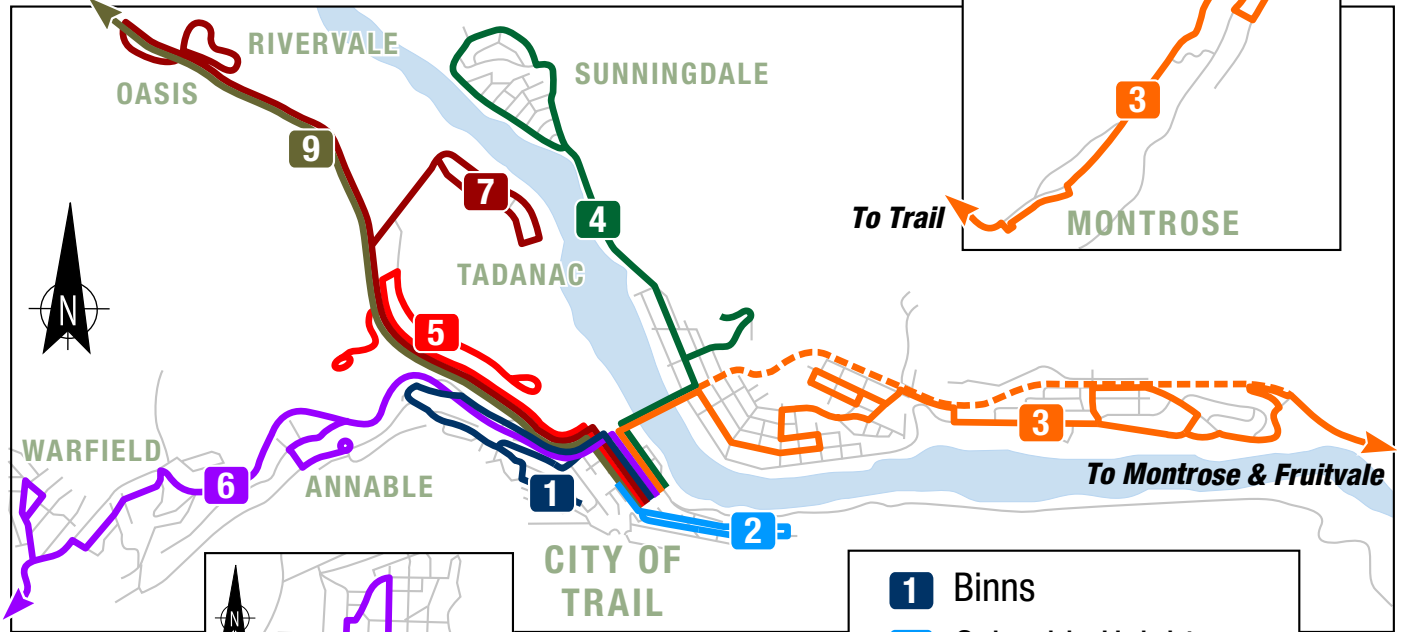 RIVERVALE
OASIS
SUNNINGDALE
9
7
4
3
To Trail
MONTROSE
TADANAC
N
5
3
To Montrose & Fruitvale
WARFIELD
6
ANNABLE
1
2
CITY OF
TRAIL
N
1 Binns